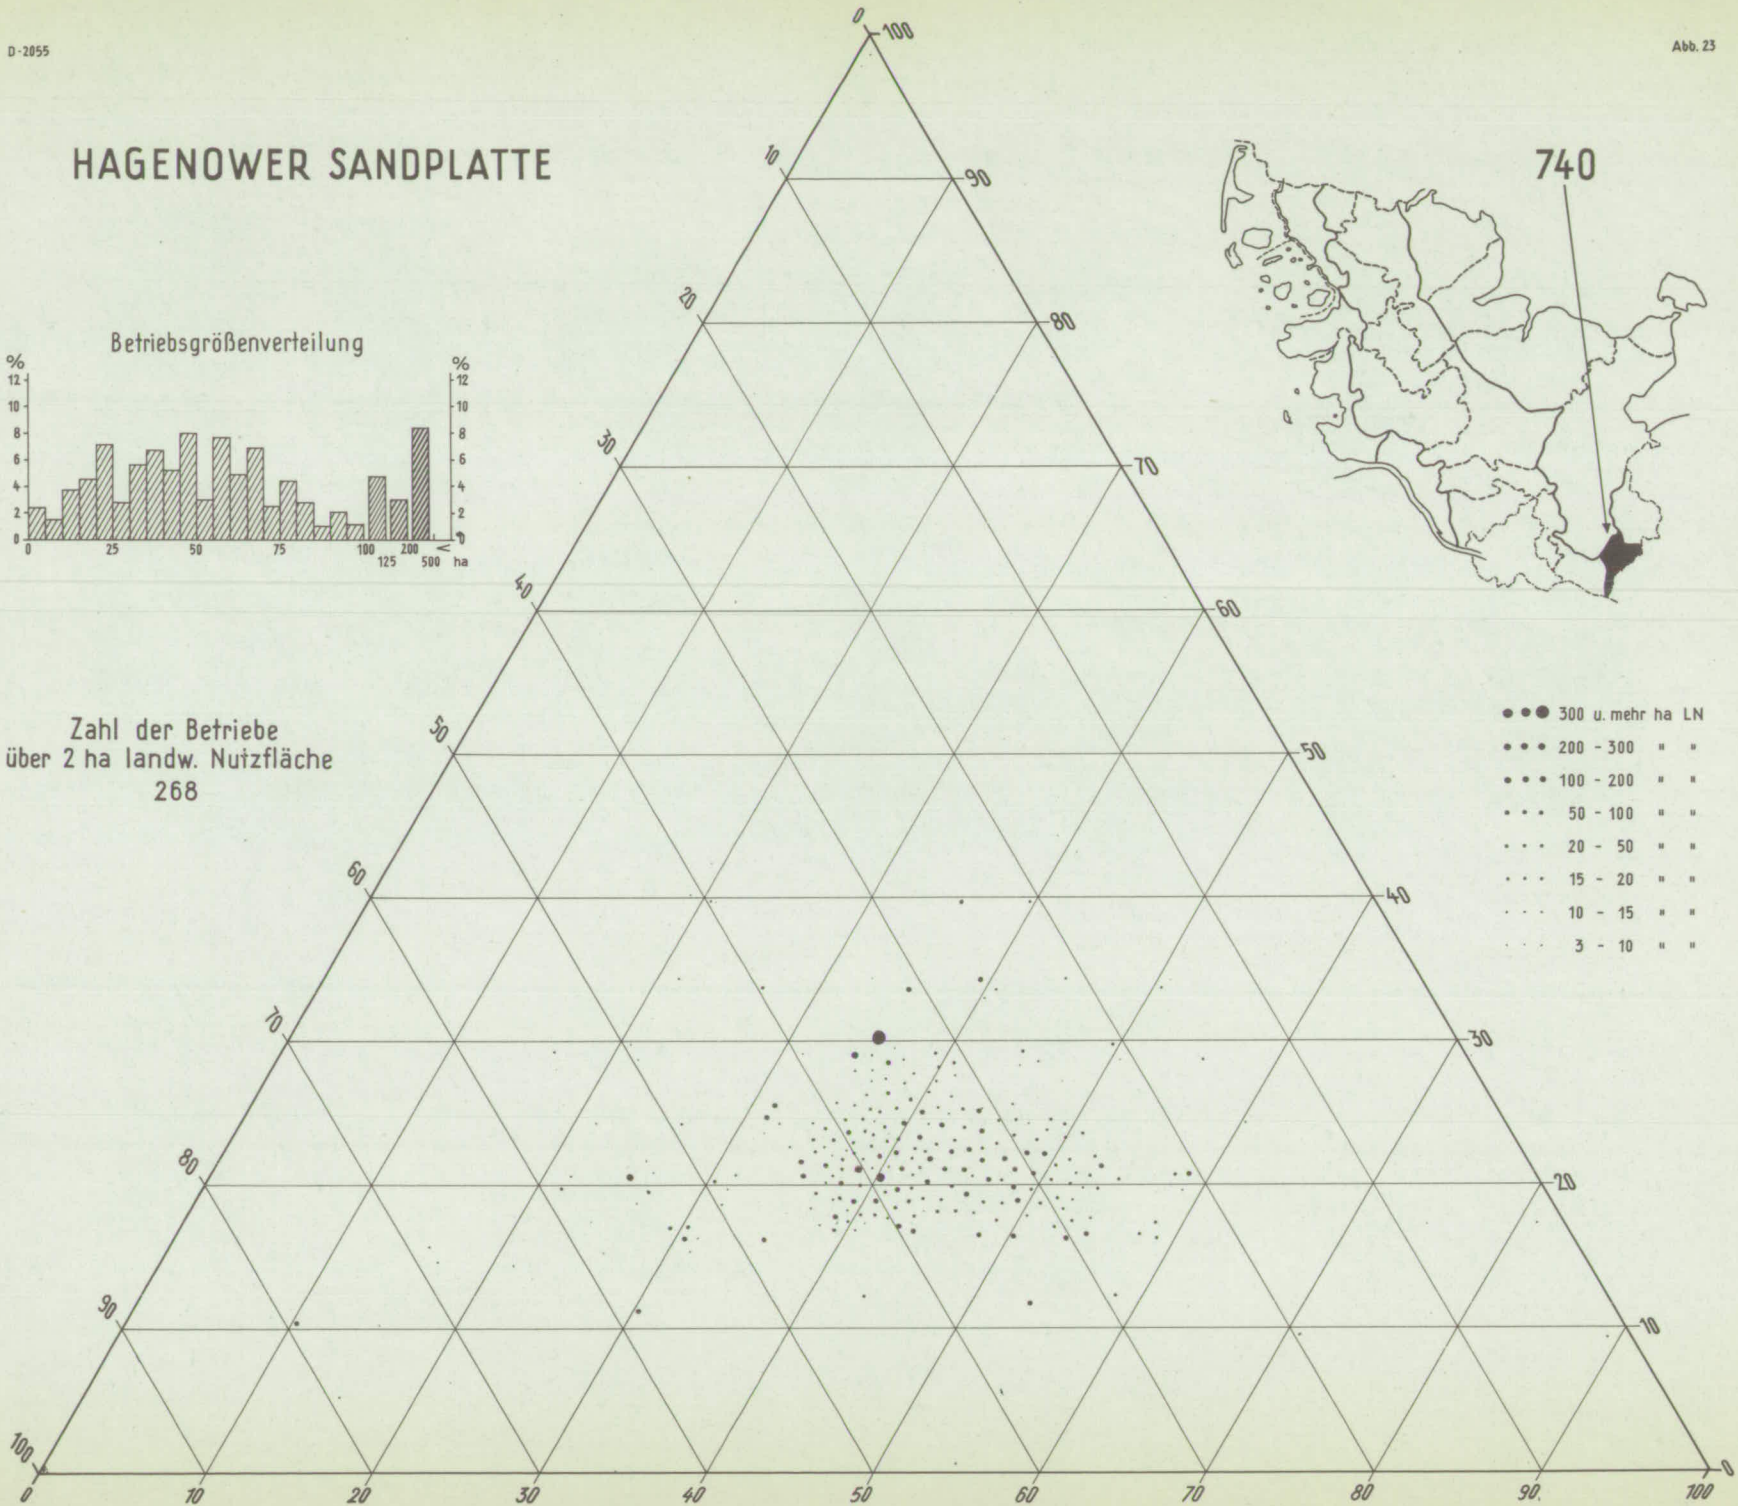 D-2055
Abb. 23
HAGENOWER SANDPLATTE
740
Betriebsgrößenverteilung
% %
12 12
10 10
8 8
6 6
4 4
2 2
0 0
0 25 50 75 100 200 <
125 500 ha
Zahl der Betriebe
über 2 ha landw. Nutzfläche
268
300 u. mehr ha LN
200 - 300 " "
100 - 200 " "
50 - 100 " "
20 - 50 " "
15 - 20 " "
10 - 15 " "
3 - 10 " "
0 100
10 90
20 80
30 70
40 60
50 50
60 40
70 30
80 20
90 10
100 0
0 10 20 30 40 50 60 70 80 90. 100